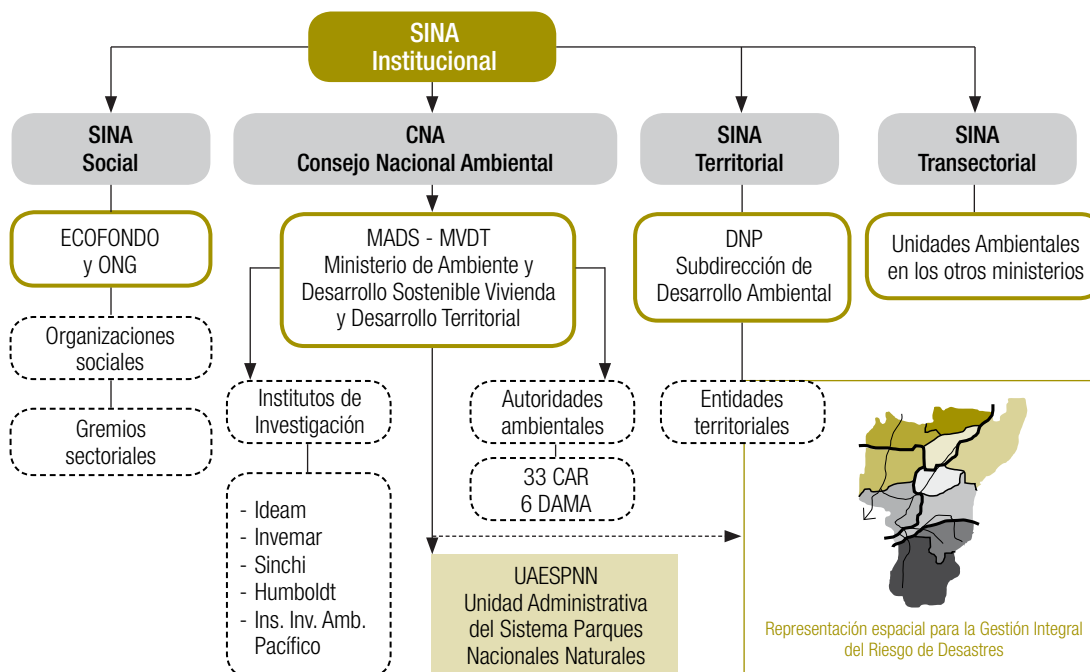 SINA
Institucional
SINA
Social
CNA
Consejo Nacional Ambiental
SINA
Territorial
SINA
Transectorial
ECOFONDO
y ONG
MADS - MVDT
Ministerio de Ambiente y
Desarrollo Sostenible Vivienda
y Desarrollo Territorial
DNP
Subdirección de
Desarrollo Ambiental
Unidades Ambientales
en los otros ministerios
Organizaciones
sociales
Gremios
sectoriales
Institutos de
Investigación
Autoridades
ambientales
Entidades
territoriales
33 CAR
6 DAMA
- Ideam
- Invemar
- Sinchi
- Humboldt
- Ins. Inv. Amb.
Pacífico
UAESPNN
Unidad Administrativa
del Sistema Parques
Nacionales Naturales
Representación espacial para la Gestión Integral
del Riesgo de Desastres